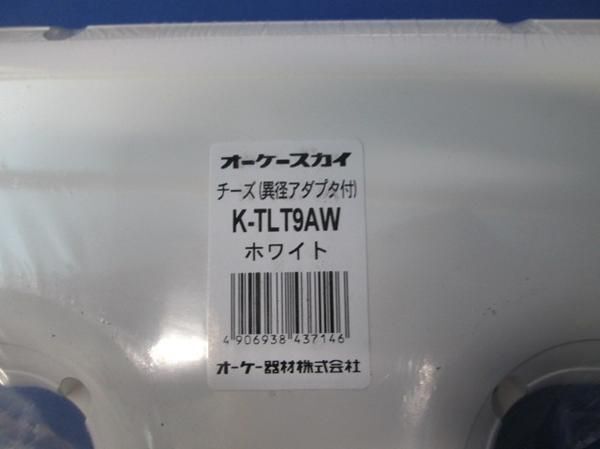 オーケースカイ
チーズ(異径アダプタ付)
K-TLT9AW
ホワイト
4 906938 437146
オーケー器材株式会社